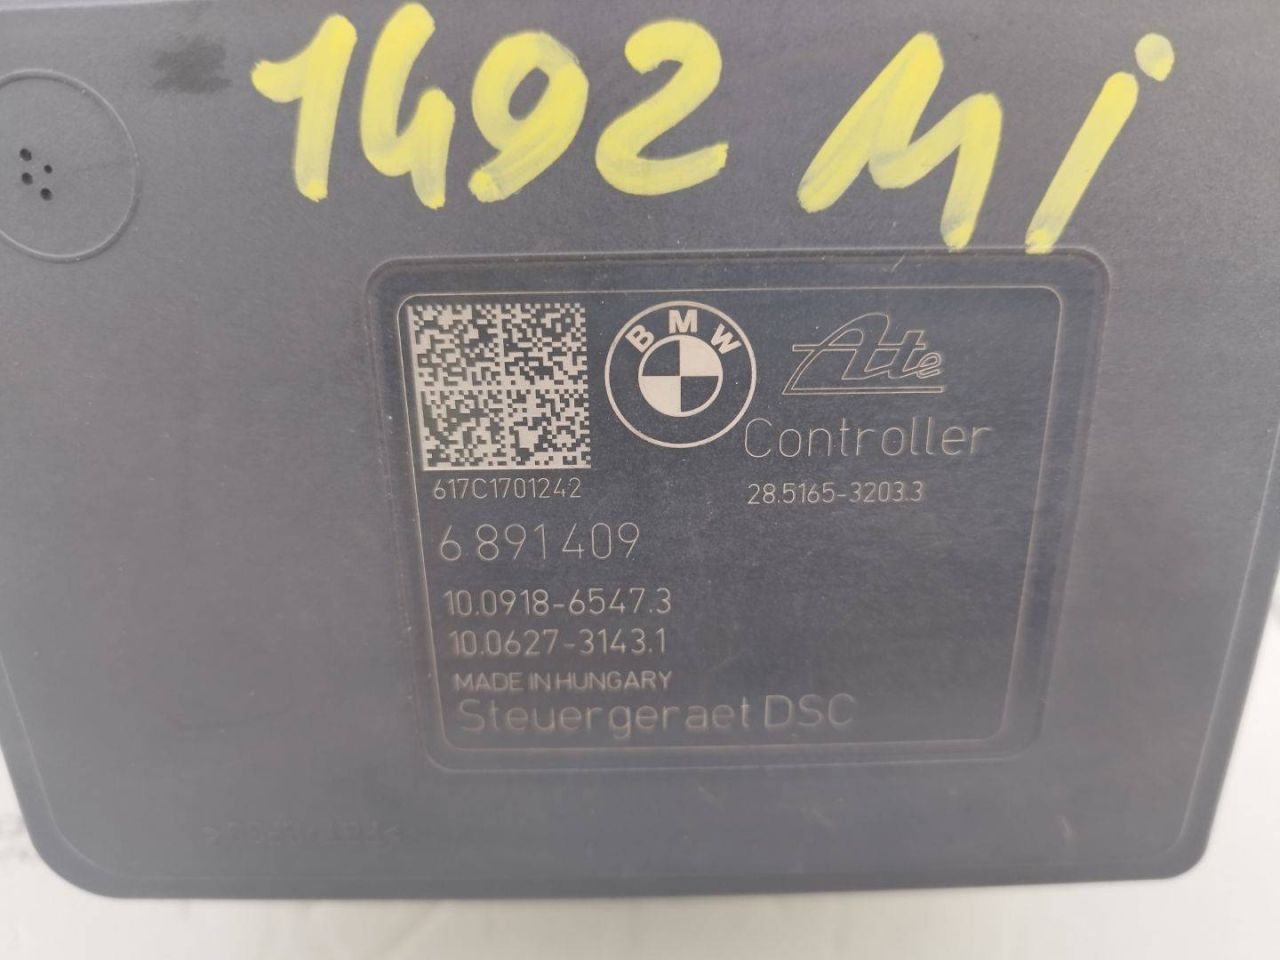 1492 Mi
BMW
Ate
Controller
617C1701242
28.5165-3203.3
6 891 409
10.0918-6547.3
10.0627-3143.1
MADE IN HUNGARY
Steuergeraet DSC